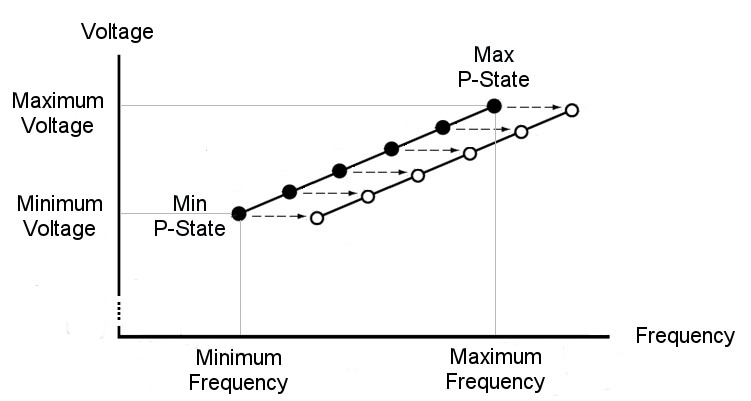 Voltage
Max
P-State
Maximum
Voltage
Minimum
Voltage
Min
P-State
Frequency
Minimum
Frequency
Maximum
Frequency